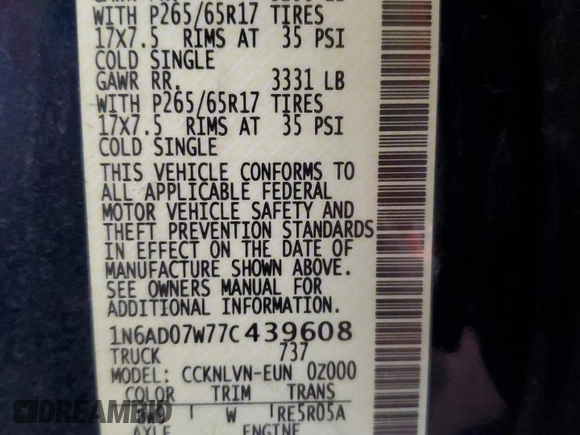 WITH P265/65R17 TIRES
17X7.5 RIMS AT 35 PSI
COLD SINGLE
GAWR RR. 3331 LB
WITH P265/65R17 TIRES
17X7.5 RIMS AT 35 PSI
COLD SINGLE
THIS VEHICLE CONFORMS TO
ALL APPLICABLE FEDERAL
MOTOR VEHICLE SAFETY AND
THEFT PREVENTION STANDARDS
IN EFFECT ON THE DATE OF
MANUFACTURE SHOWN ABOVE.
SEE OWNERS MANUAL FOR
ADDITIONAL INFORMATION.
1N6AD07W77C439608
TRUCK 737
MODEL: CCKNLVN-EUN 0Z000
COLOR TRIM TRANS
W RE5R05A
AXLE ENGINE
DREAMBID